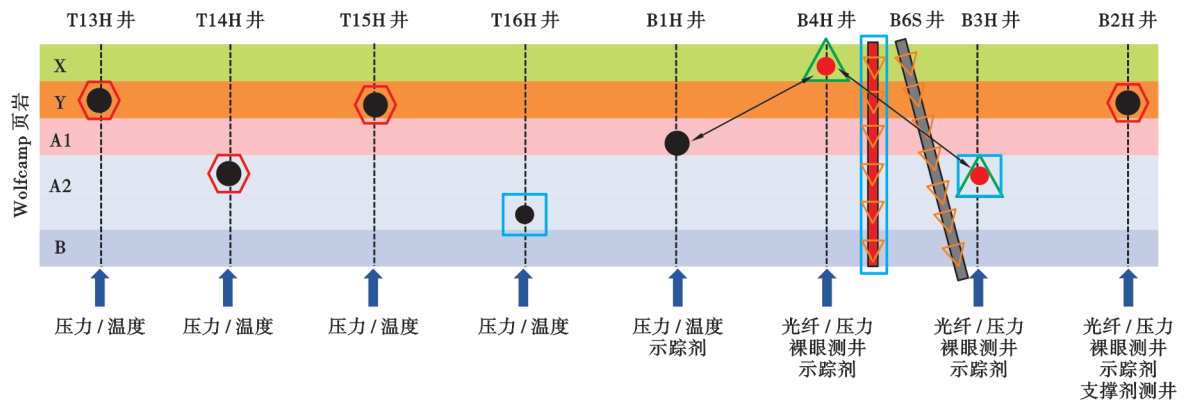 T13H 井 T14H 井 T15H 井 T16H 井 B1H 井 B4H 井 B6S 井 B3H 井 B2H 井
Wolfcamp 页岩
X
Y
A1
A2
B
压力 / 温度 压力 / 温度 压力 / 温度 压力 / 温度 压力 / 温度 光纤 / 压力 光纤 / 压力 光纤 / 压力
示踪剂 裸眼测井 裸眼测井 裸眼测井
示踪剂 示踪剂 示踪剂
支撑剂测井